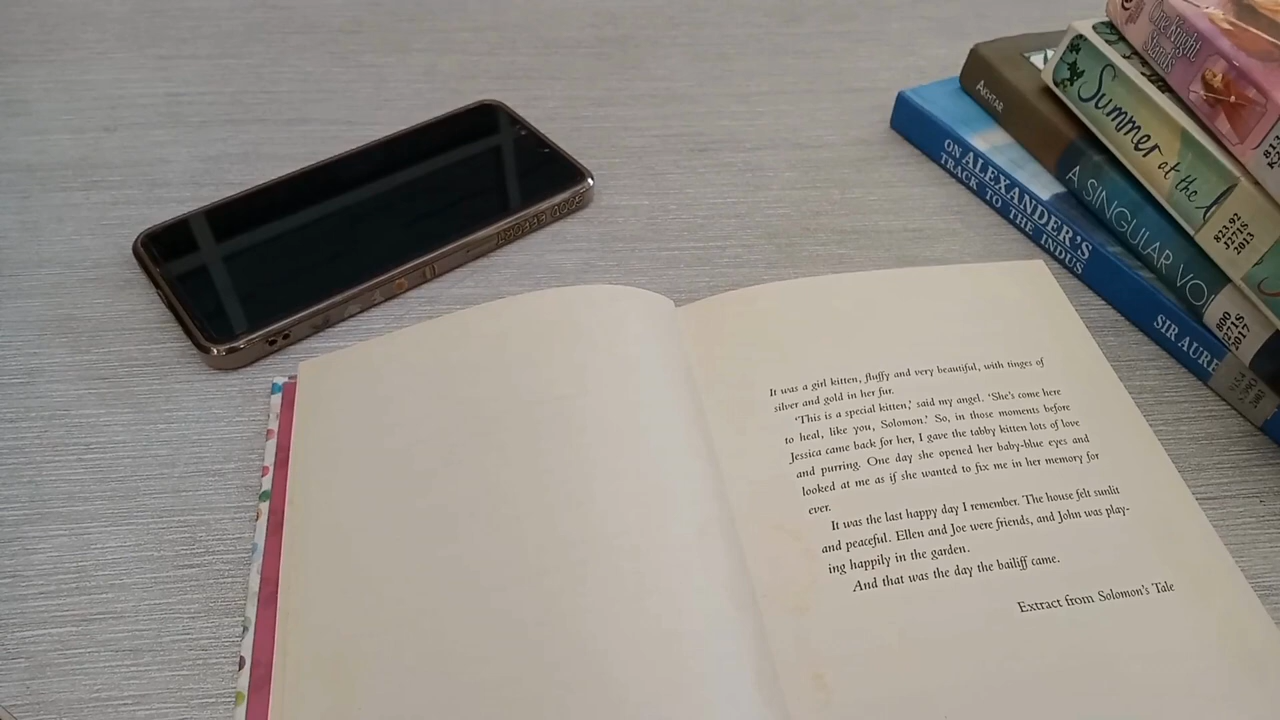 It was a girl kitten, fluffy and very beautiful, with tinges of
silver and gold in her fur.
'This is a special kitten,' said my angel. 'She's come here
to heal, like you, Solomon.' So, in those moments before
Jessica came back for her, I gave the tabby kitten lots of love
and purring. One day she opened her baby-blue eyes and
looked at me as if she wanted to fix me in her memory for
ever.
It was the last happy day I remember. The house felt sunlit
and peaceful. Ellen and Joe were friends, and John was play-
ing happily in the garden.
And that was the day the bailiff came.
Extract from Solomon's Tale
GOOD EFFORT GOOD
One Knight
Stands
813
Summer at the
823.92
J271S
2013
AKHTAR
A SINGULAR
800
2017
ON ALEXANDER'S
TRACK TO THE INDUS
SIR